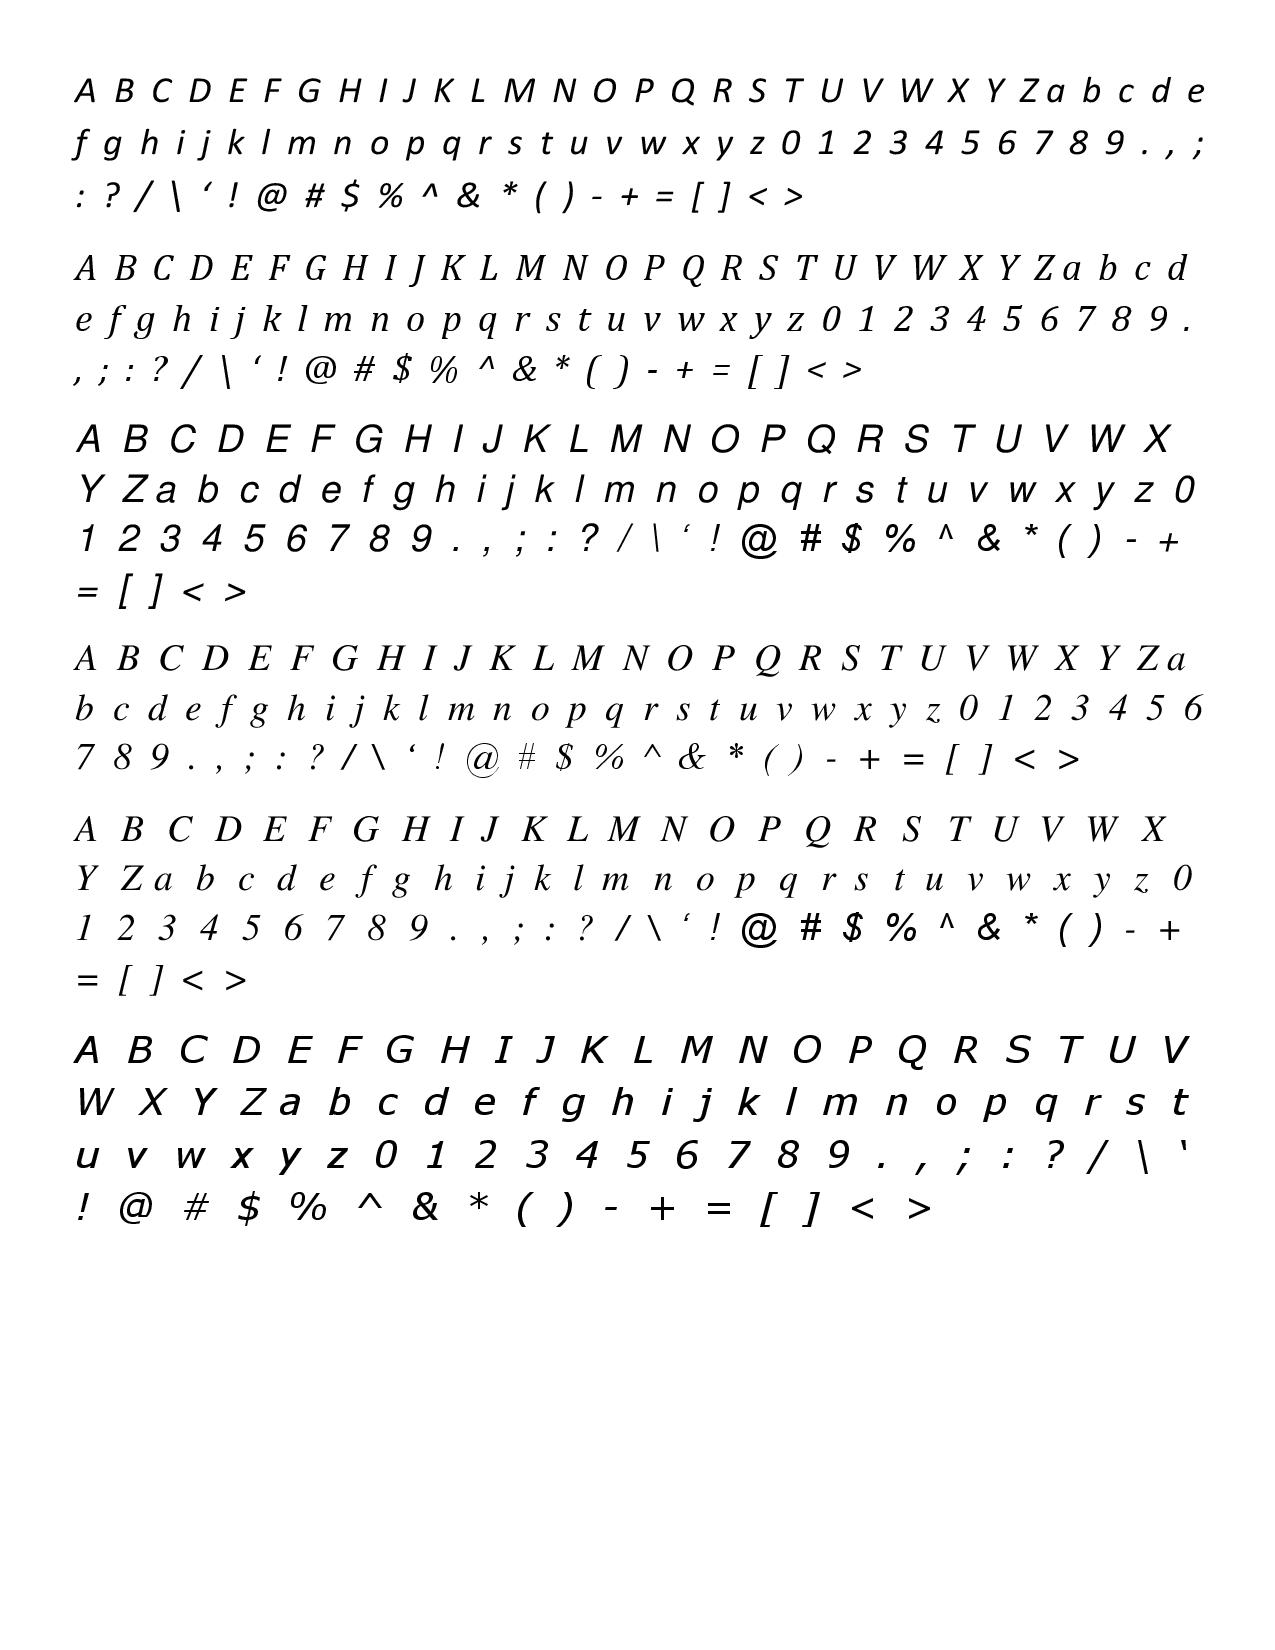 A B C D E F G H I J K L M N O P Q R S T U V W X Y Z a b c d e
f g h i j k l m n o p q r s t u v w x y z 0 1 2 3 4 5 6 7 8 9 . , ;
: ? / \ ‘ ! @ # $ % ^ & * ( ) - + = [ ] < >
A B C D E F G H I J K L M N O P Q R S T U V W X Y Z a b c d
e f g h i j k l m n o p q r s t u v w x y z 0 1 2 3 4 5 6 7 8 9 .
, ; : ? / \ ‘ ! @ # $ % ^ & * ( ) - + = [ ] < >
A B C D E F G H I J K L M N O P Q R S T U V W X
Y Z a b c d e f g h i j k l m n o p q r s t u v w x y z 0
1 2 3 4 5 6 7 8 9 . , ; : ? / \ ‘ ! @ # $ % ^ & * ( ) - +
= [ ] < >
A B C D E F G H I J K L M N O P Q R S T U V W X Y Z a
b c d e f g h i j k l m n o p q r s t u v w x y z 0 1 2 3 4 5 6
7 8 9 . , ; : ? / \ ‘ ! @ # $ % ^ & * ( ) - + = [ ] < >
A B C D E F G H I J K L M N O P Q R S T U V W X
Y Z a b c d e f g h i j k l m n o p q r s t u v w x y z 0
1 2 3 4 5 6 7 8 9 . , ; : ? / \ ‘ ! @ # $ % ^ & * ( ) - +
= [ ] < >
A B C D E F G H I J K L M N O P Q R S T U V
W X Y Z a b c d e f g h i j k l m n o p q r s t
u v w x y z 0 1 2 3 4 5 6 7 8 9 . , ; : ? / \ ‘
! @ # $ % ^ & * ( ) - + = [ ] < >